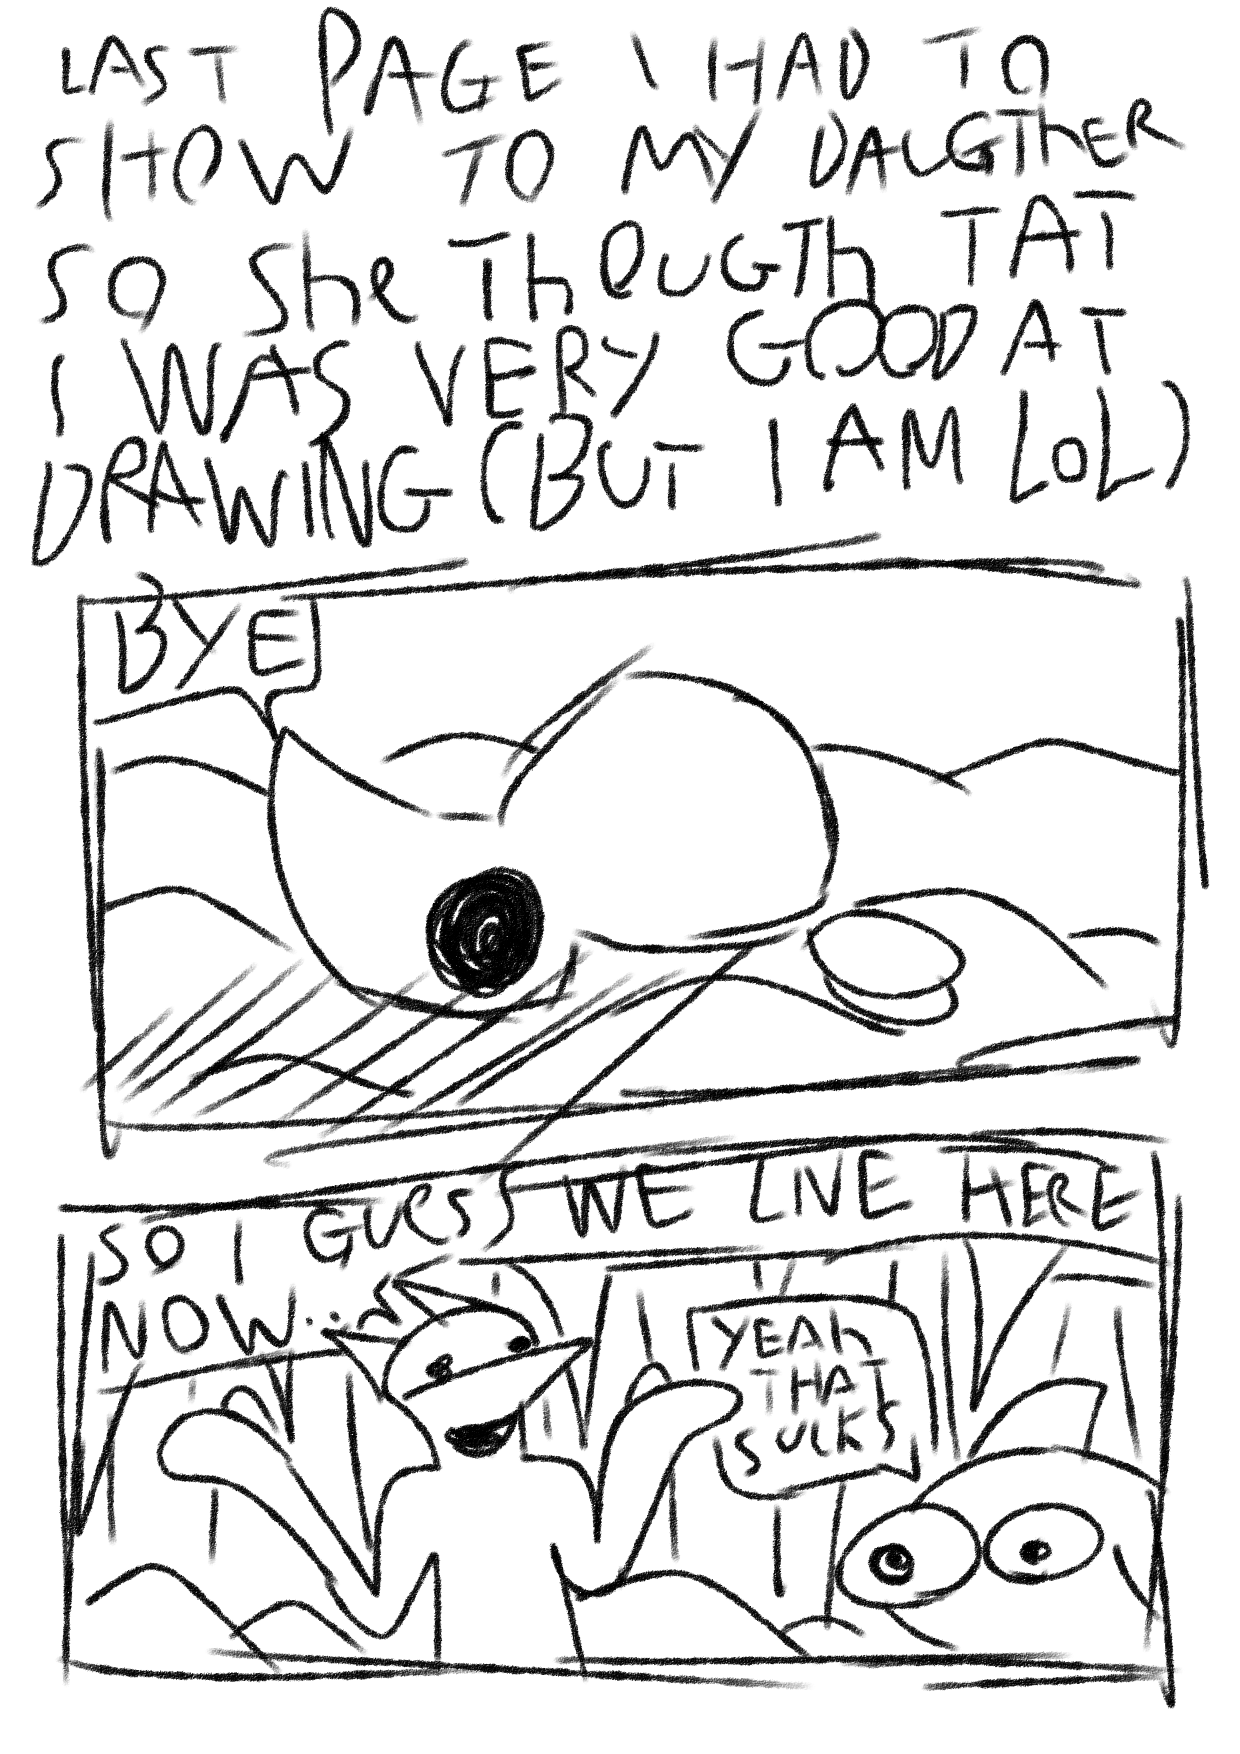 LAST PAGE I HAD TO
SHOW TO MY DAUGTHER
SO SHE THOUGTH TAT
I WAS VERY GOOD AT
DRAWING (BUT I AM LOL)
BYE
SO I GUESS WE LIVE HERE
NOW...
YEAH
THAT
SUCKS